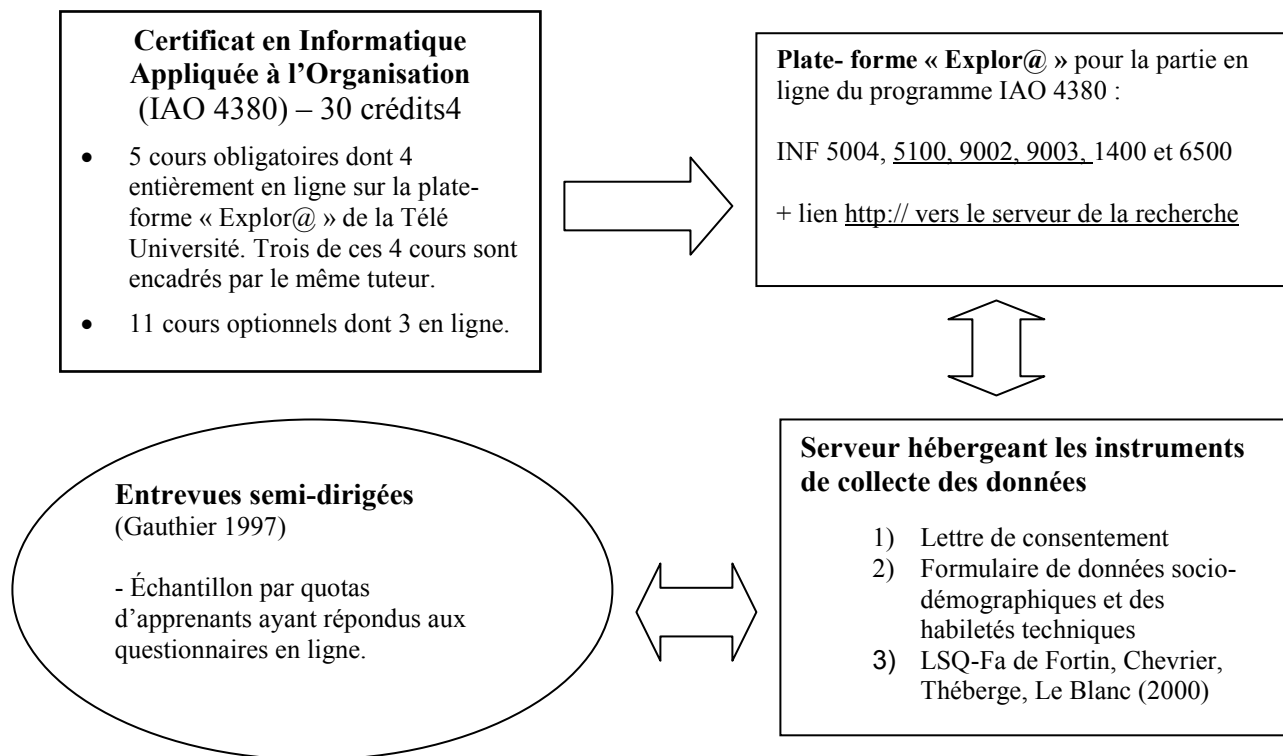 Certificat en Informatique
Appliquée à l’Organisation
(IAO 4380) – 30 crédits4
• 5 cours obligatoires dont 4
entièrement en ligne sur la plate-
forme « Explor@ » de la Télé
Université. Trois de ces 4 cours sont
encadrés par le même tuteur.
• 11 cours optionnels dont 3 en ligne.
Plate- forme « Explor@ » pour la partie en
ligne du programme IAO 4380 :
INF 5004, 5100, 9002, 9003, 1400 et 6500
+ lien http:// vers le serveur de la recherche
Entrevues semi-dirigées
(Gauthier 1997)
- Échantillon par quotas
d’apprenants ayant répondus aux
questionnaires en ligne.
Serveur hébergeant les instruments
de collecte des données
1) Lettre de consentement
2) Formulaire de données socio-
démographiques et des
habiletés techniques
3) LSQ-Fa de Fortin, Chevrier,
Théberge, Le Blanc (2000)